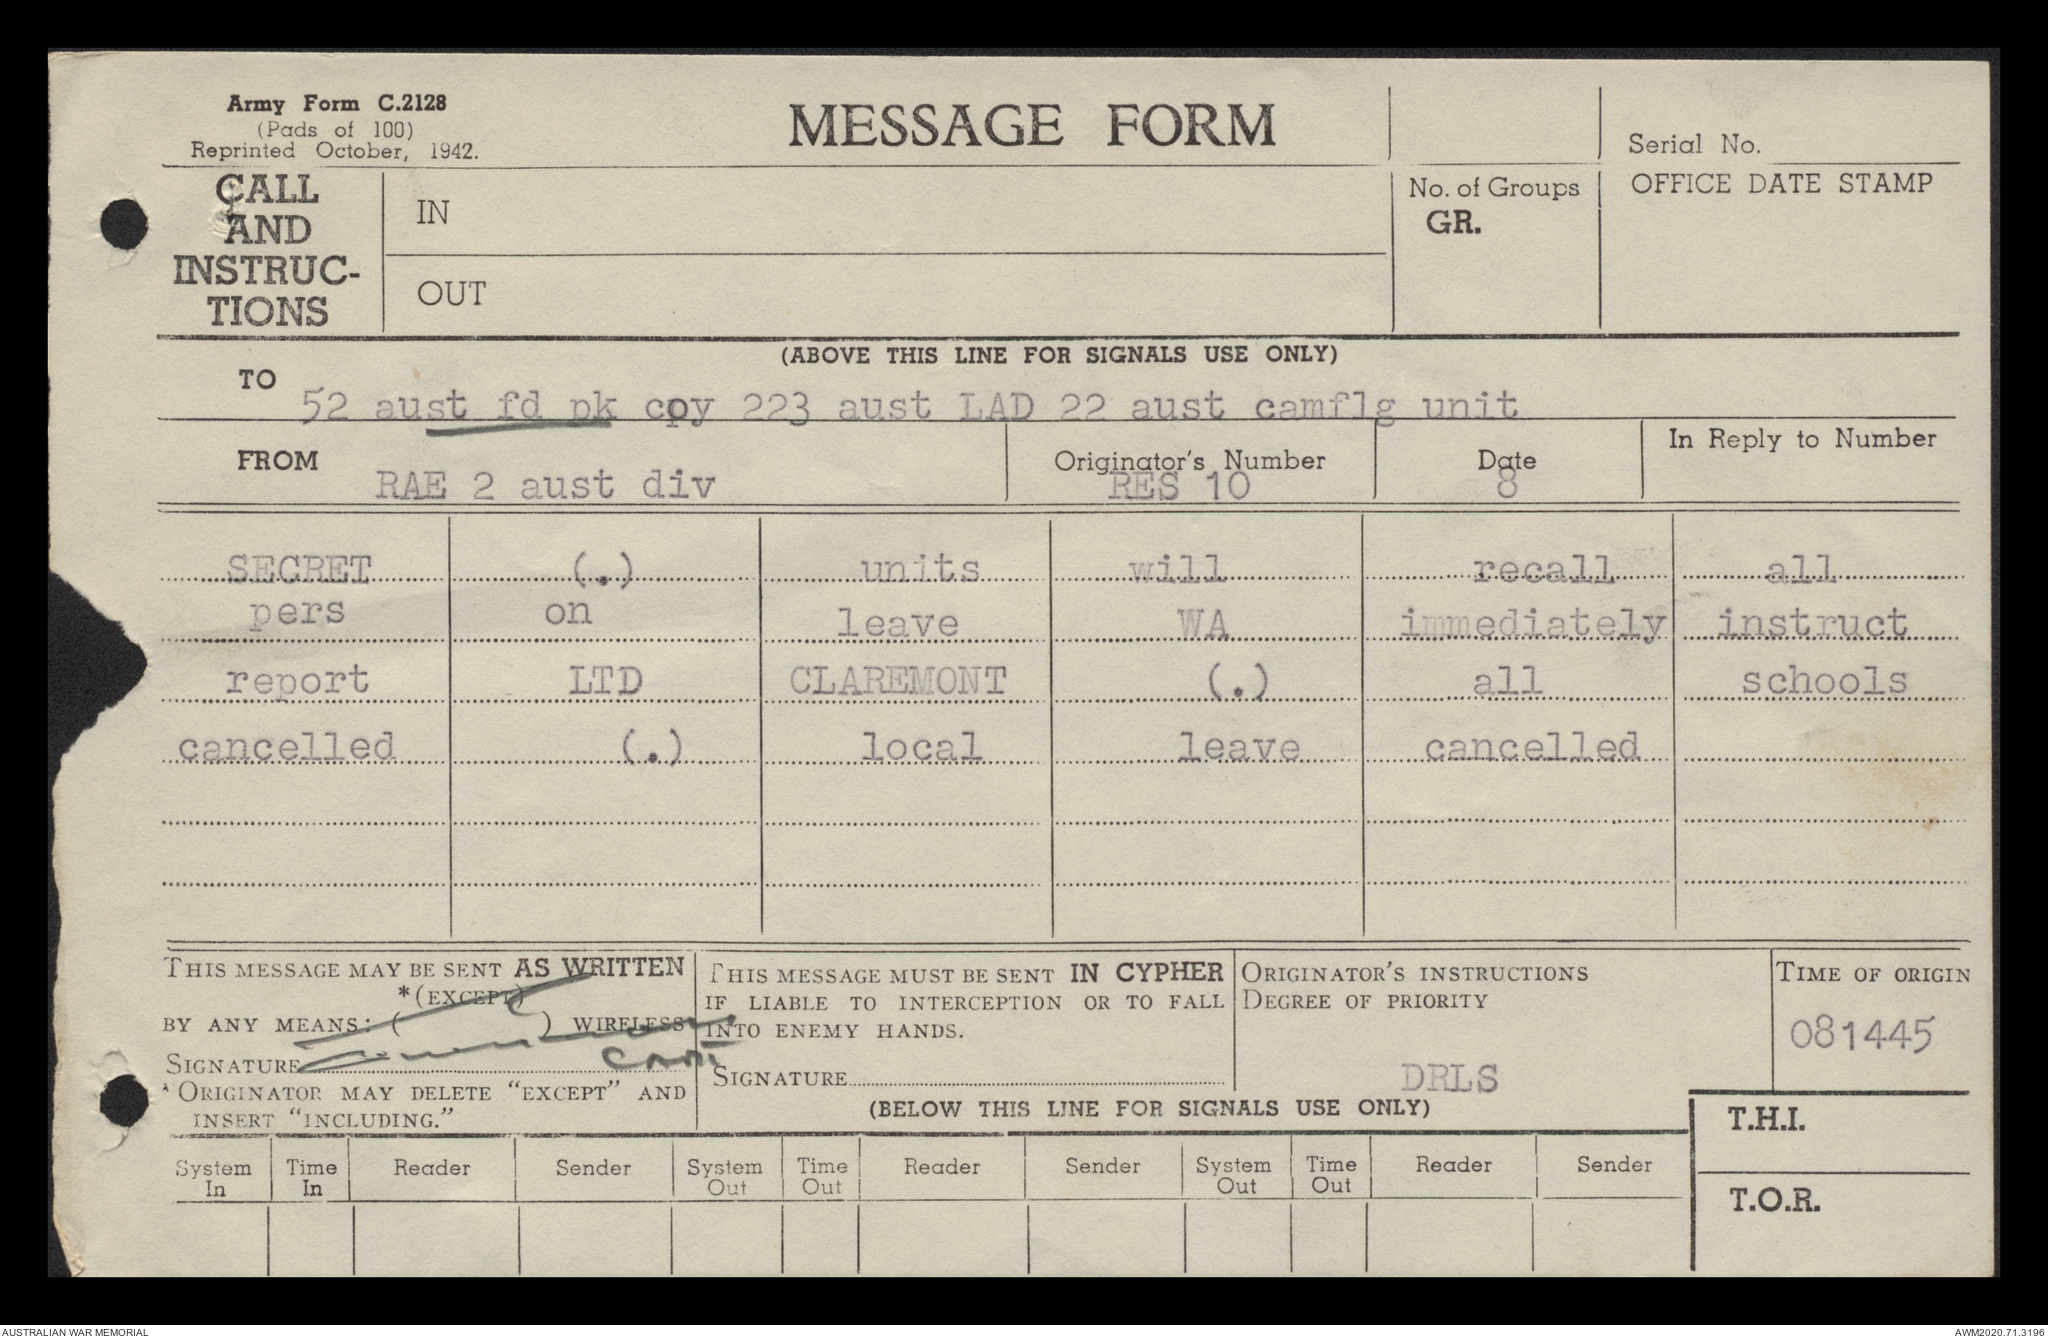 Army Form C.2128
(Pads of 100)
Reprinted October, 1942.
MESSAGE FORM
Serial No.
CALL AND INSTRUC-TIONS
IN
OUT
No. of Groups
GR.
OFFICE DATE STAMP
(ABOVE THIS LINE FOR SIGNALS USE ONLY)
TO 52 aust fd pk cpy 223 aust LAD 22 aust camflg unit
FROM RAE 2 aust div
Originator's Number RES 10
Date 8
In Reply to Number
SECRET (.) units will recall all
pers on leave WA immediately instruct
report LTD CLAREMONT (.) all schools
cancelled (.) local leave cancelled
THIS MESSAGE MAY BE SENT AS WRITTEN
*(EXCEPT)
BY ANY MEANS: ( ) WIRELESS
SIGNATURE Capt
*ORIGINATOR MAY DELETE "EXCEPT" AND
INSERT "INCLUDING."
THIS MESSAGE MUST BE SENT IN CYPHER
IF LIABLE TO INTERCEPTION OR TO FALL
INTO ENEMY HANDS.
SIGNATURE
ORIGINATOR'S INSTRUCTIONS
DEGREE OF PRIORITY
DRLS
TIME OF ORIGIN
081445
(BELOW THIS LINE FOR SIGNALS USE ONLY)
T.H.I.
System In Time In Reader Sender System Out Time Out Reader Sender System Out Time Out Reader Sender
T.O.R.
AUSTRALIAN WAR MEMORIAL
AWM2020.71.3196